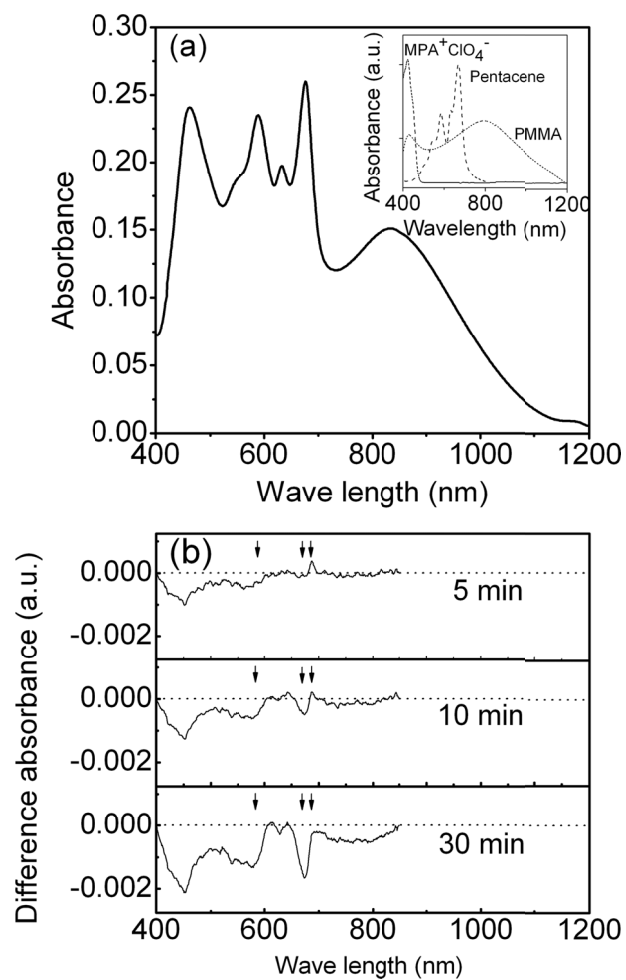 (a)
0.30
0.25
0.20
0.15
0.10
0.05
0.00
Absorbance
400 600 800 1000 1200
Wave length (nm)
MPA+ClO4-
Pentacene
PMMA
Absorbance (a.u.)
400 800 1200
Wavelength (nm)
(b)
Difference absorbance (a.u.)
0.000
-0.002
5 min
0.000
-0.002
10 min
0.000
-0.002
30 min
400 600 800 1000 1200
Wave length (nm)